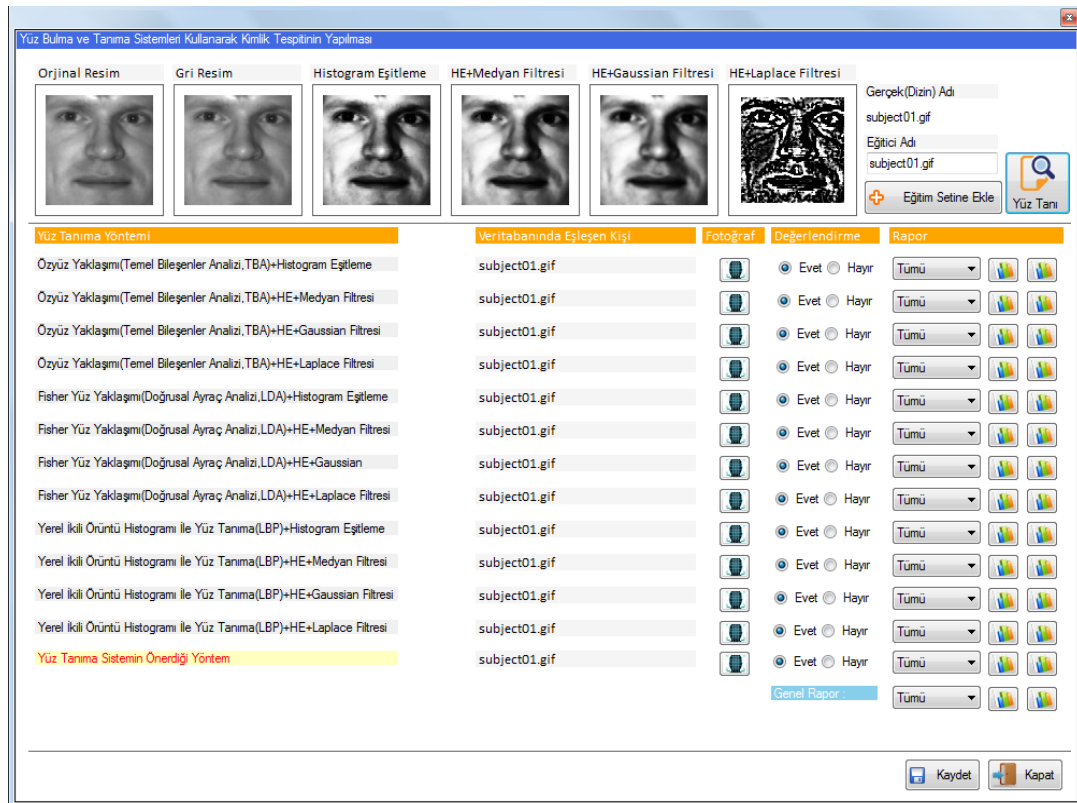 Yüz Bulma ve Tanıma Sistemleri Kullanarak Kimlik Tespitinin Yapılması
Orjinal Resim Gri Resim Histogram Eşitleme HE+Medyan Filtresi HE+Gaussian Filtresi HE+Laplace Filtresi
Gerçek(Dizin) Adı
subject01.gif
Eğitici Adı
subject01.gif
Eğitim Setine Ekle
Yüz Tanı
Yüz Tanıma Yöntemi Veritabanında Eşleşen Kişi Fotoğraf Değerlendirme Rapor
Özyüz Yaklaşımı(Temel Bileşenler Analizi,TBA)+Histogram Eşitleme subject01.gif Evet Hayır Tümü
Özyüz Yaklaşımı(Temel Bileşenler Analizi,TBA)+HE+Medyan Filtresi subject01.gif Evet Hayır Tümü
Özyüz Yaklaşımı(Temel Bileşenler Analizi,TBA)+HE+Gaussian Filtresi subject01.gif Evet Hayır Tümü
Özyüz Yaklaşımı(Temel Bileşenler Analizi,TBA)+HE+Laplace Filtresi subject01.gif Evet Hayır Tümü
Fisher Yüz Yaklaşımı(Doğrusal Ayraç Analizi,LDA)+Histogram Eşitleme subject01.gif Evet Hayır Tümü
Fisher Yüz Yaklaşımı(Doğrusal Ayraç Analizi,LDA)+HE+Medyan Filtresi subject01.gif Evet Hayır Tümü
Fisher Yüz Yaklaşımı(Doğrusal Ayraç Analizi,LDA)+HE+Gaussian subject01.gif Evet Hayır Tümü
Fisher Yüz Yaklaşımı(Doğrusal Ayraç Analizi,LDA)+HE+Laplace Filtresi subject01.gif Evet Hayır Tümü
Yerel İkili Örüntü Histogramı İle Yüz Tanıma(LBP)+Histogram Eşitleme subject01.gif Evet Hayır Tümü
Yerel İkili Örüntü Histogramı İle Yüz Tanıma(LBP)+HE+Medyan Filtresi subject01.gif Evet Hayır Tümü
Yerel İkili Örüntü Histogramı İle Yüz Tanıma(LBP)+HE+Gaussian Filtresi subject01.gif Evet Hayır Tümü
Yerel İkili Örüntü Histogramı İle Yüz Tanıma(LBP)+HE+Laplace Filtresi subject01.gif Evet Hayır Tümü
Yüz Tanıma Sistemin Önerdiği Yöntem subject01.gif Evet Hayır Tümü
Genel Rapor : Tümü
Kaydet Kapat